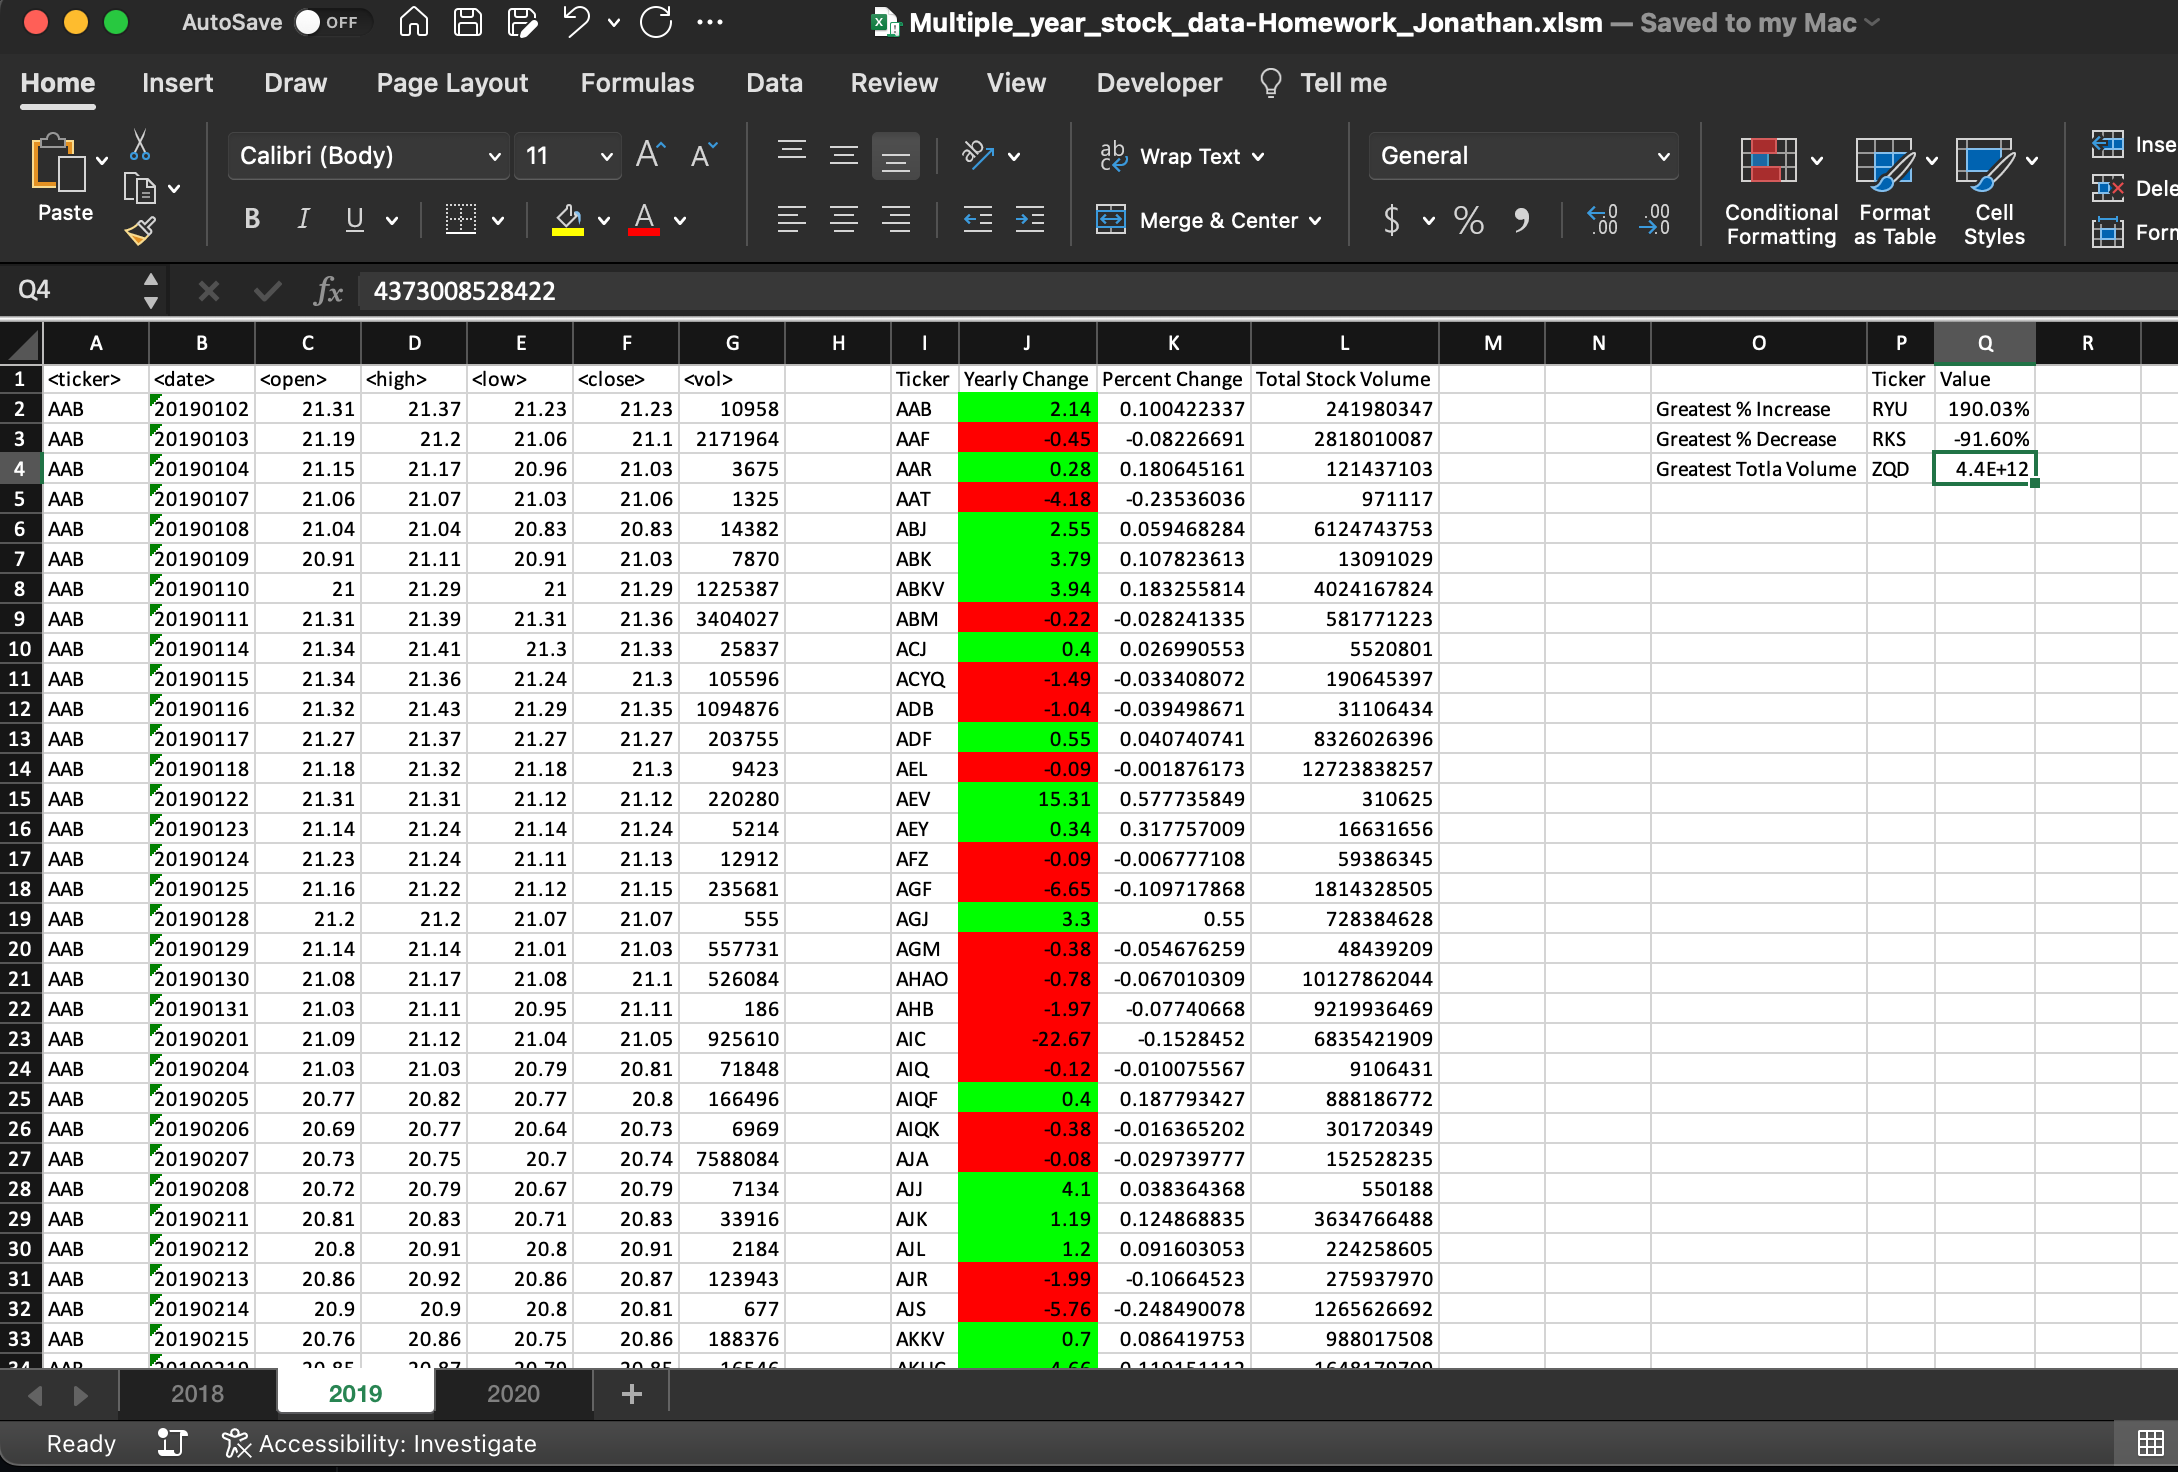 AutoSave OFF Multiple_year_stock_data-Homework_Jonathan.xlsm — Saved to my Mac
Home Insert Draw Page Layout Formulas Data Review View Developer Tell me
Paste Calibri (Body) 11 A A ab Wrap Text General Inse
B I U A Merge & Center $ % 9 Conditional Formatting Format as Table Cell Styles Dele
Q4 fx 4373008528422
A B C D E F G H I J K L M N O P Q R
1 <ticker> <date> <open> <high> <low> <close> <vol> Ticker Yearly Change Percent Change Total Stock Volume Ticker Value
2 AAB 20190102 21.31 21.37 21.23 21.23 10958 AAB 2.14 0.100422337 241980347 Greatest % Increase RYU 190.03%
3 AAB 20190103 21.19 21.2 21.06 21.1 2171964 AAF -0.45 -0.08226691 2818010087 Greatest % Decrease RKS -91.60%
4 AAB 20190104 21.15 21.17 20.96 21.03 3675 AAR 0.28 0.180645161 121437103 Greatest Totla Volume ZQD 4.4E+12
5 AAB 20190107 21.06 21.07 21.03 21.06 1325 AAT -4.18 -0.23536036 971117
6 AAB 20190108 21.04 21.04 20.83 20.83 14382 ABJ 2.55 0.059468284 6124743753
7 AAB 20190109 20.91 21.11 20.91 21.03 7870 ABK 3.79 0.107823613 13091029
8 AAB 20190110 21 21.29 21 21.29 1225387 ABKV 3.94 0.183255814 4024167824
9 AAB 20190111 21.31 21.39 21.31 21.36 3404027 ABM -0.22 -0.028241335 581771223
10 AAB 20190114 21.34 21.41 21.3 21.33 25837 ACJ 0.4 0.026990553 5520801
11 AAB 20190115 21.34 21.36 21.24 21.3 105596 ACYQ -1.49 -0.033408072 190645397
12 AAB 20190116 21.32 21.43 21.29 21.35 1094876 ADB -1.04 -0.039498671 31106434
13 AAB 20190117 21.27 21.37 21.27 21.27 203755 ADF 0.55 0.040740741 8326026396
14 AAB 20190118 21.18 21.32 21.18 21.3 9423 AEL -0.09 -0.001876173 12723838257
15 AAB 20190122 21.31 21.31 21.12 21.12 220280 AEV 15.31 0.577735849 310625
16 AAB 20190123 21.14 21.24 21.14 21.24 5214 AEY 0.34 0.317757009 16631656
17 AAB 20190124 21.23 21.24 21.11 21.13 12912 AFZ -0.09 -0.006777108 59386345
18 AAB 20190125 21.16 21.22 21.12 21.15 235681 AGF -6.65 -0.109717868 1814328505
19 AAB 20190128 21.2 21.2 21.07 21.07 555 AGJ 3.3 0.55 728384628
20 AAB 20190129 21.14 21.14 21.01 21.03 557731 AGM -0.38 -0.054676259 48439209
21 AAB 20190130 21.08 21.17 21.08 21.1 526084 AHAO -0.78 -0.067010309 10127862044
22 AAB 20190131 21.03 21.11 20.95 21.11 186 AHB -1.97 -0.07740668 9219936469
23 AAB 20190201 21.09 21.12 21.04 21.05 925610 AIC -22.67 -0.1528452 6835421909
24 AAB 20190204 21.03 21.03 20.79 20.81 71848 AIQ -0.12 -0.010075567 9106431
25 AAB 20190205 20.77 20.82 20.77 20.8 166496 AIQF 0.4 0.187793427 888186772
26 AAB 20190206 20.69 20.77 20.64 20.73 6969 AIQK -0.38 -0.016365202 301720349
27 AAB 20190207 20.73 20.75 20.7 20.74 7588084 AJA -0.08 -0.029739777 152528235
28 AAB 20190208 20.72 20.79 20.67 20.79 7134 AJJ 4.1 0.038364368 550188
29 AAB 20190211 20.81 20.83 20.71 20.83 33916 AJK 1.19 0.124868835 3634766488
30 AAB 20190212 20.8 20.91 20.8 20.91 2184 AJL 1.2 0.091603053 224258605
31 AAB 20190213 20.86 20.92 20.86 20.87 123943 AJR -1.99 -0.10664523 275937970
32 AAB 20190214 20.9 20.9 20.8 20.81 677 AJS -5.76 -0.248490078 1265626692
33 AAB 20190215 20.76 20.86 20.75 20.86 188376 AKKV 0.7 0.086419753 988017508
2018 2019 2020 +
Ready Accessibility: Investigate